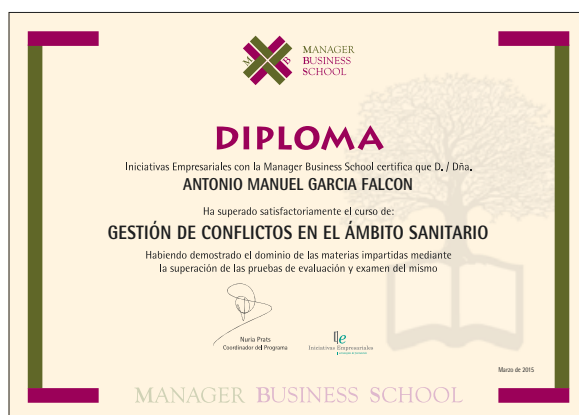 M B
MANAGER
BUSINESS
SCHOOL
DIPLOMA
Iniciativas Empresariales con la Manager Business School certifica que D. / Dña.
ANTONIO MANUEL GARCIA FALCON
Ha superado satisfactoriamente el curso de:
GESTIÓN DE CONFLICTOS EN EL ÁMBITO SANITARIO
Habiendo demostrado el dominio de las materias impartidas mediante
la superación de las pruebas de evaluación y examen del mismo
Nuria Prats
Coordinador del Programa
Iniciativas Empresariales
Marzo de 2015
MANAGER BUSINESS SCHOOL